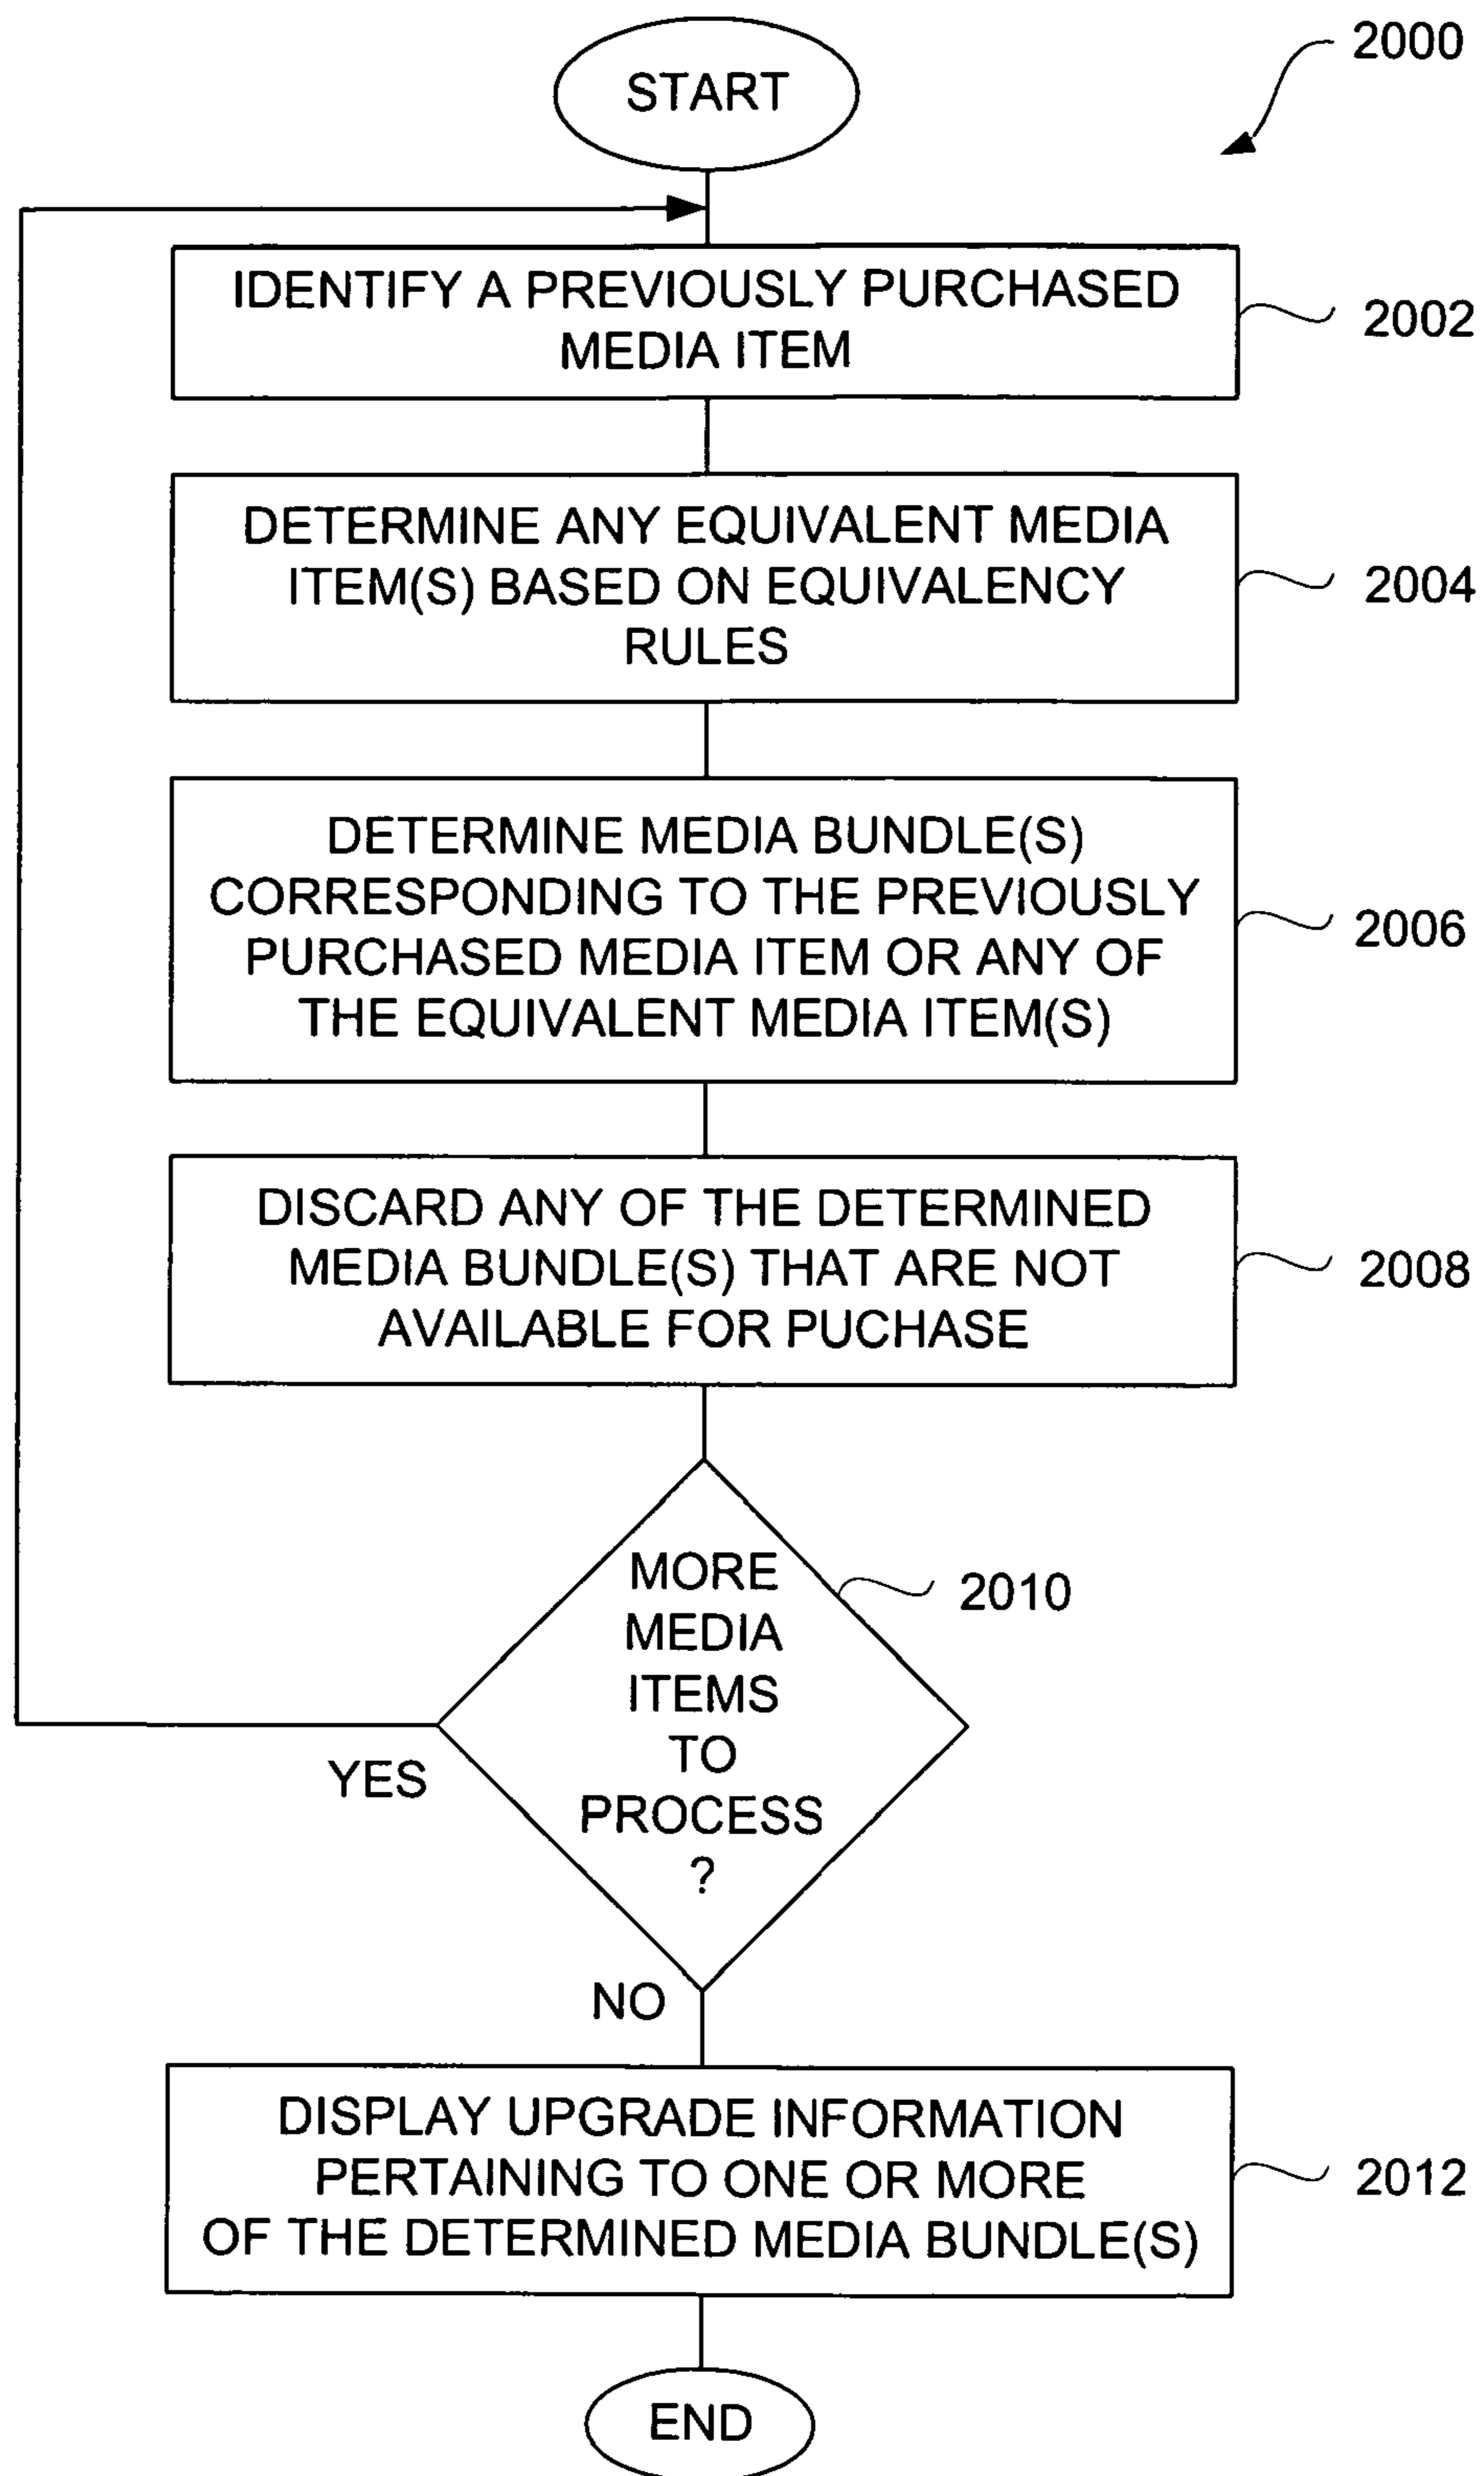 START
2000
IDENTIFY A PREVIOUSLY PURCHASED
MEDIA ITEM
2002
DETERMINE ANY EQUIVALENT MEDIA
ITEM(S) BASED ON EQUIVALENCY
RULES
2004
DETERMINE MEDIA BUNDLE(S)
CORRESPONDING TO THE PREVIOUSLY
PURCHASED MEDIA ITEM OR ANY OF
THE EQUIVALENT MEDIA ITEM(S)
2006
DISCARD ANY OF THE DETERMINED
MEDIA BUNDLE(S) THAT ARE NOT
AVAILABLE FOR PUCHASE
2008
MORE
MEDIA
ITEMS
TO
PROCESS
?
2010
YES
NO
DISPLAY UPGRADE INFORMATION
PERTAINING TO ONE OR MORE
OF THE DETERMINED MEDIA BUNDLE(S)
2012
END